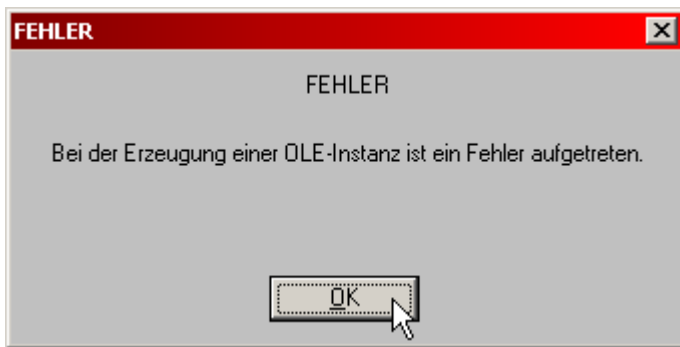 FEHLER
FEHLER
Bei der Erzeugung einer OLE-Instanz ist ein Fehler aufgetreten.
OK